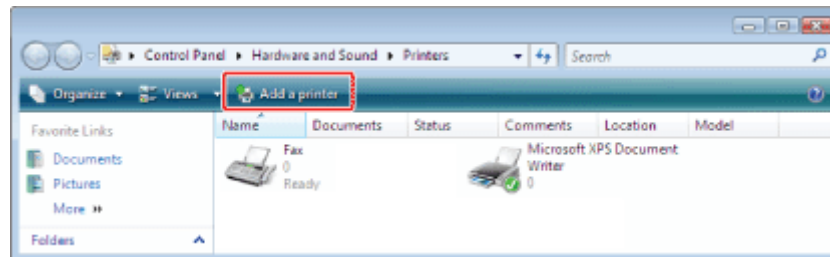 Control Panel Hardware and Sound Printers Search
Organize Views Add a printer
Favorite Links Name Documents Status Comments Location Model
Documents
Pictures
More »
Folders
Fax
0
Ready
Microsoft XPS Document
Writer
0